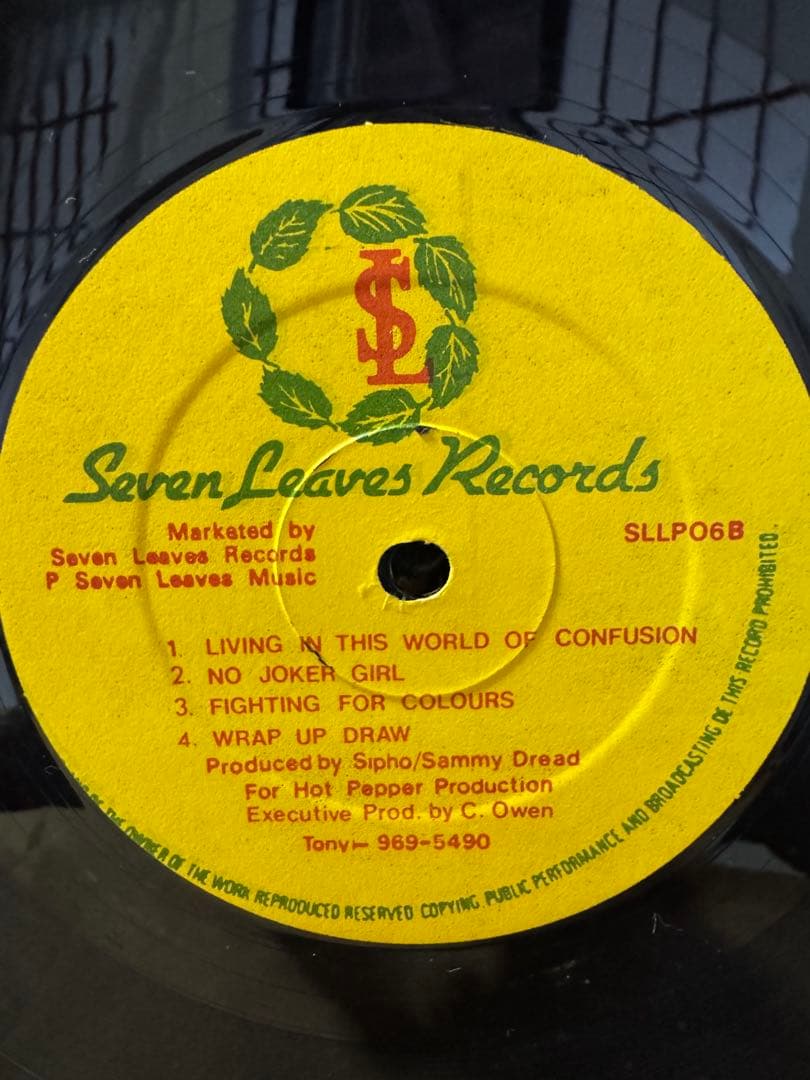 SL
Seven Leaves Records
Marketed by
Seven Leaves Records
P Seven Leaves Music
SLLP06B
1. LIVING IN THIS WORLD OF CONFUSION
2. NO JOKER GIRL
3. FIGHTING FOR COLOURS
4. WRAP UP DRAW
Produced by Sipho/Sammy Dread
For Hot Pepper Production
Executive Prod. by C. Owen
Tony— 969-5490
OF THE WORK REPRODUCED RESERVED COPYING PUBLIC PERFORMANCE AND BROADCASTING OE THIS RECORD PROHIBITED